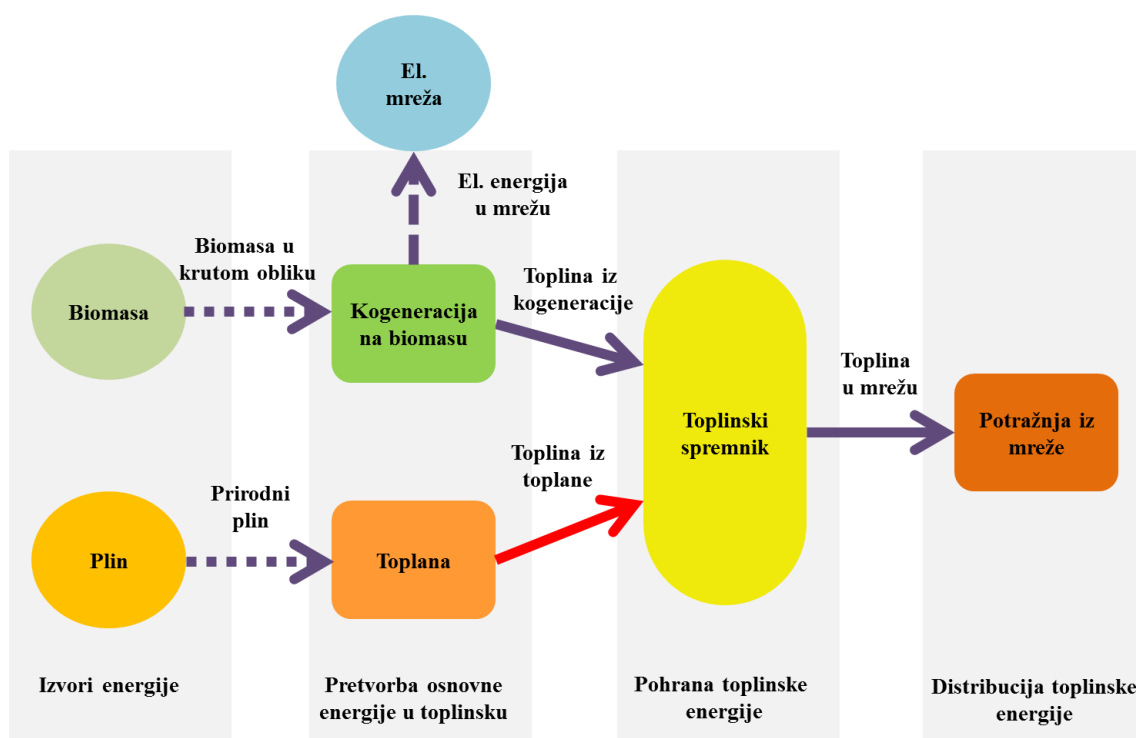 El.
mreža
El. energija
u mrežu
Biomasa u
krutom obliku
Biomasa
Kogeneracija
na biomasu
Toplina iz
kogeneracije
Toplinski
spremnik
Toplina
u mrežu
Potražnja iz
mreže
Toplina iz
toplane
Prirodni
plin
Plin
Toplana
Izvori energije
Pretvorba osnovne
energije u toplinsku
Pohrana toplinske
energije
Distribucija toplinske
energije